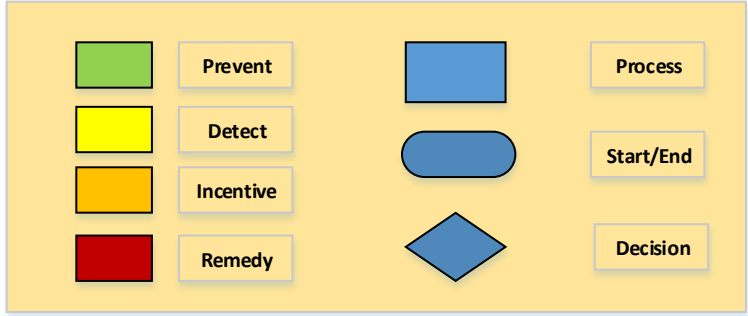 Prevent
Process
Detect
Start/End
Incentive
Remedy
Decision